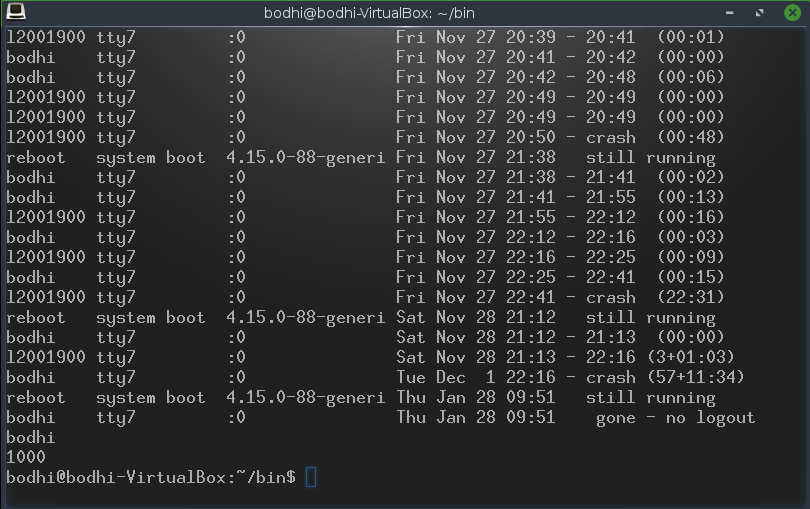 bodhi@bodhi-VirtualBox: ~/bin
l2001900 tty7         :0               Fri Nov 27 20:39 - 20:41  (00:01)
bodhi    tty7         :0               Fri Nov 27 20:41 - 20:42  (00:00)
bodhi    tty7         :0               Fri Nov 27 20:42 - 20:48  (00:06)
l2001900 tty7         :0               Fri Nov 27 20:49 - 20:49  (00:00)
l2001900 tty7         :0               Fri Nov 27 20:49 - 20:49  (00:00)
l2001900 tty7         :0               Fri Nov 27 20:50 - crash  (00:48)
reboot   system boot  4.15.0-88-generi Fri Nov 27 21:38   still running
bodhi    tty7         :0               Fri Nov 27 21:38 - 21:41  (00:02)
bodhi    tty7         :0               Fri Nov 27 21:41 - 21:55  (00:13)
l2001900 tty7         :0               Fri Nov 27 21:55 - 22:12  (00:16)
bodhi    tty7         :0               Fri Nov 27 22:12 - 22:16  (00:03)
l2001900 tty7         :0               Fri Nov 27 22:16 - 22:25  (00:09)
bodhi    tty7         :0               Fri Nov 27 22:25 - 22:41  (00:15)
l2001900 tty7         :0               Fri Nov 27 22:41 - crash  (22:31)
reboot   system boot  4.15.0-88-generi Sat Nov 28 21:12   still running
bodhi    tty7         :0               Sat Nov 28 21:12 - 21:13  (00:00)
l2001900 tty7         :0               Sat Nov 28 21:13 - 22:16 (3+01:03)
bodhi    tty7         :0               Tue Dec  1 22:16 - crash (57+11:34)
reboot   system boot  4.15.0-88-generi Thu Jan 28 09:51   still running
bodhi    tty7         :0               Thu Jan 28 09:51    gone - no logout
bodhi
1000
bodhi@bodhi-VirtualBox:~/bin$